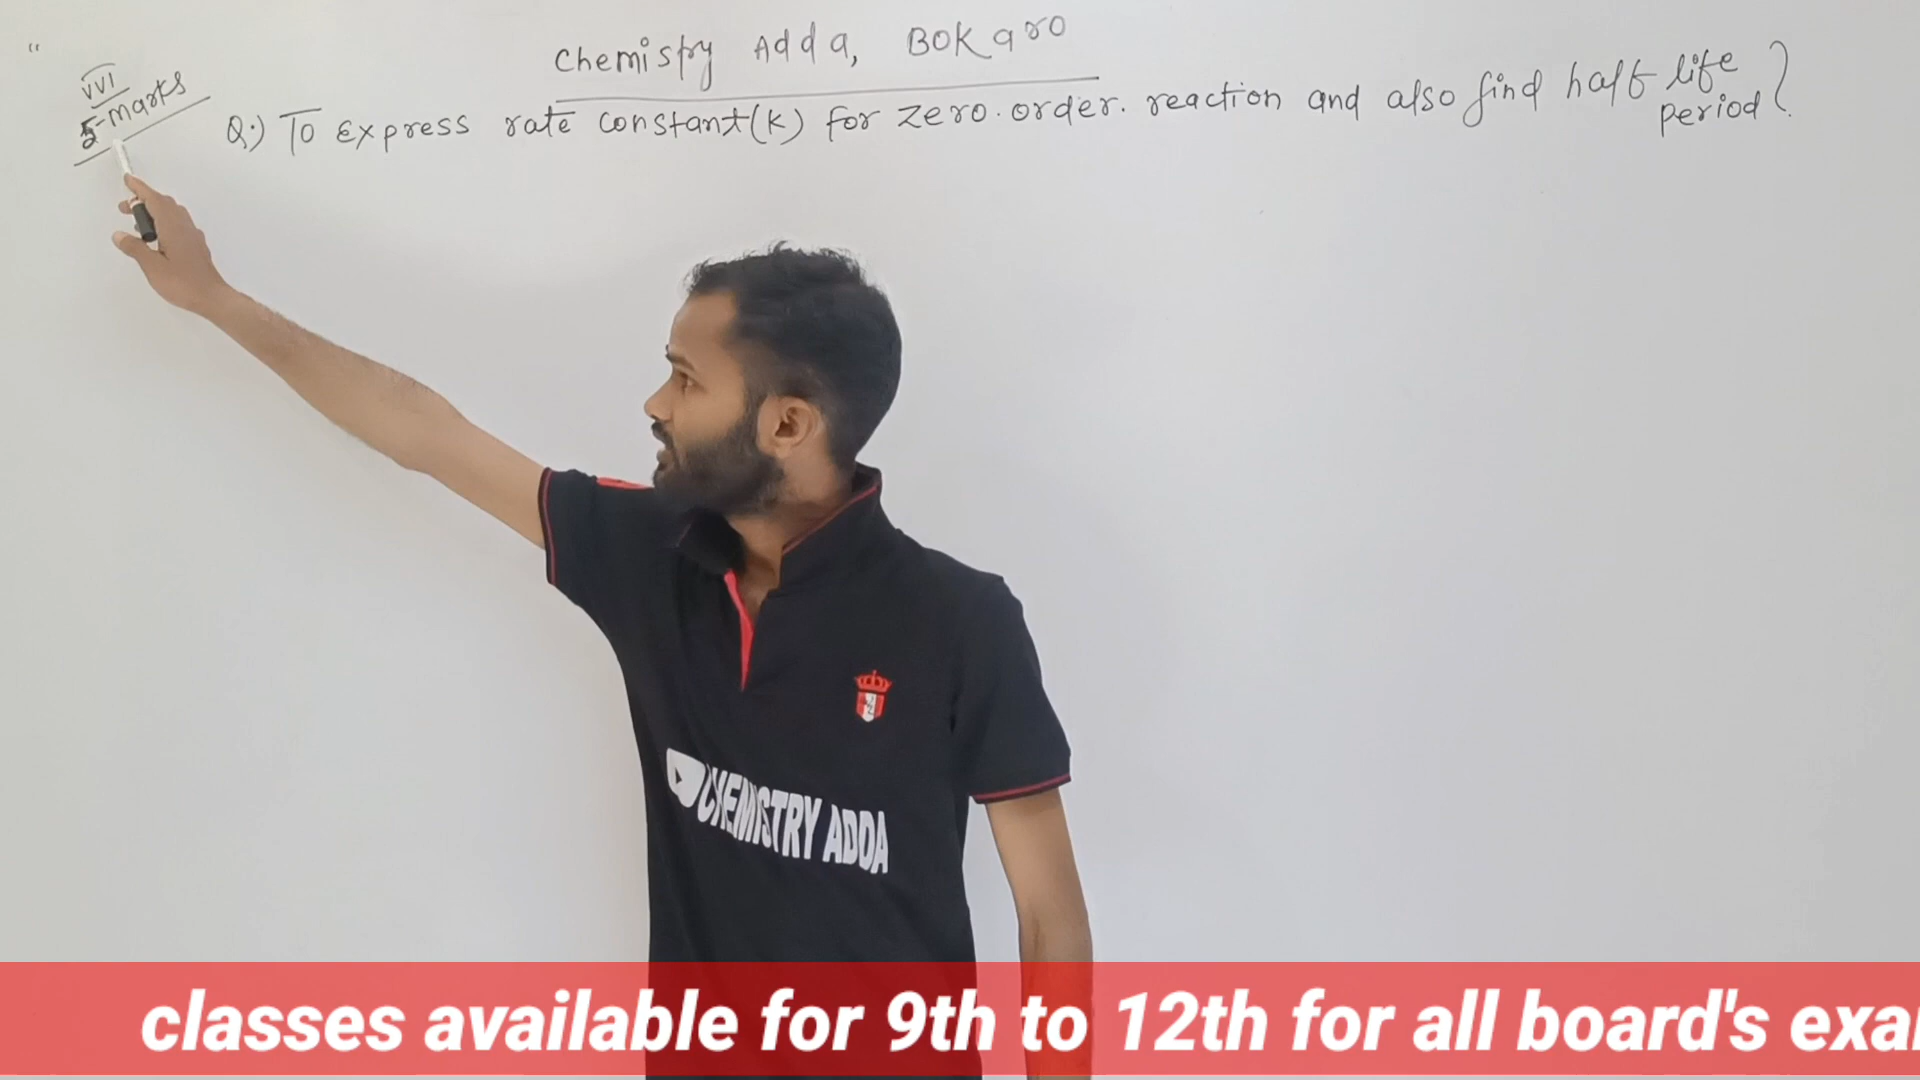 Chemistry Adda, BOKaro
VVI
5-marks
Q.) To Express rate constant(K) for zero.order. reaction and also find half life
period?
CHEMISTRY ADDA
classes available for 9th to 12th for all board's exa